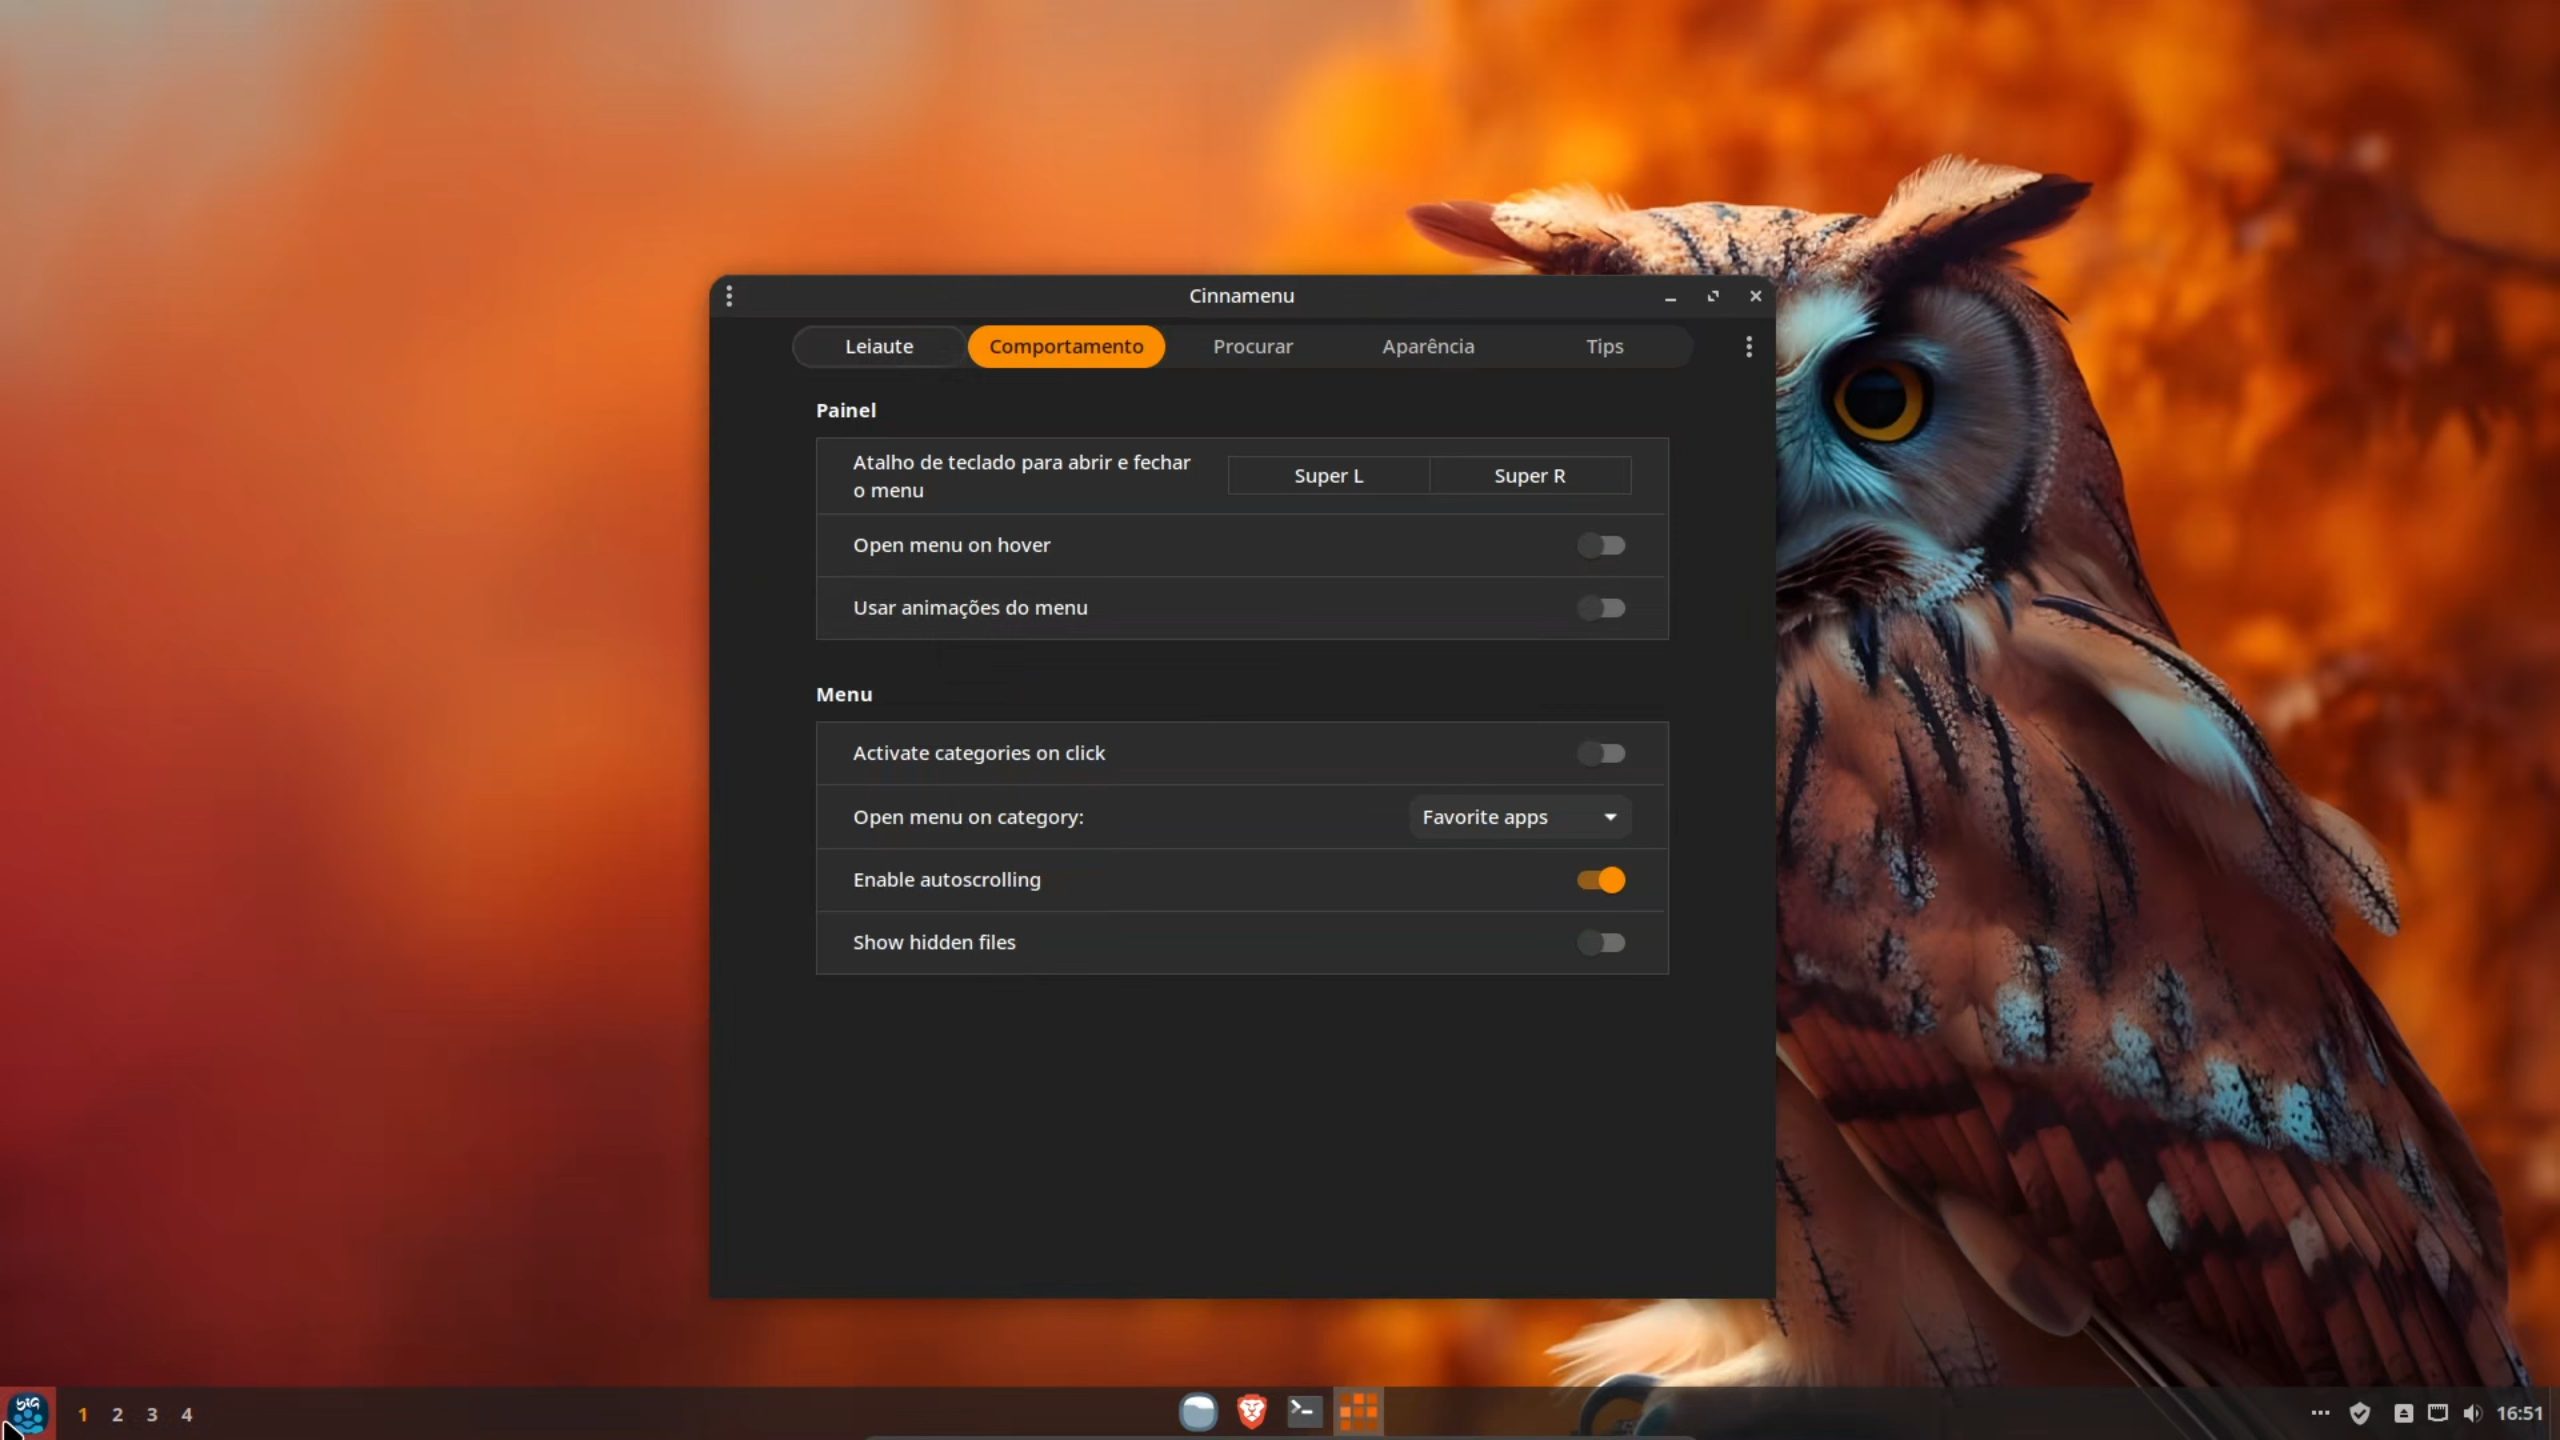 Cinnamenu
Leiaute Comportamento Procurar Aparência Tips
Painel
Atalho de teclado para abrir e fechar
o menu
Super L Super R
Open menu on hover
Usar animações do menu
Menu
Activate categories on click
Open menu on category: Favorite apps
Enable autoscrolling
Show hidden files
BIG 1 2 3 4 16:51